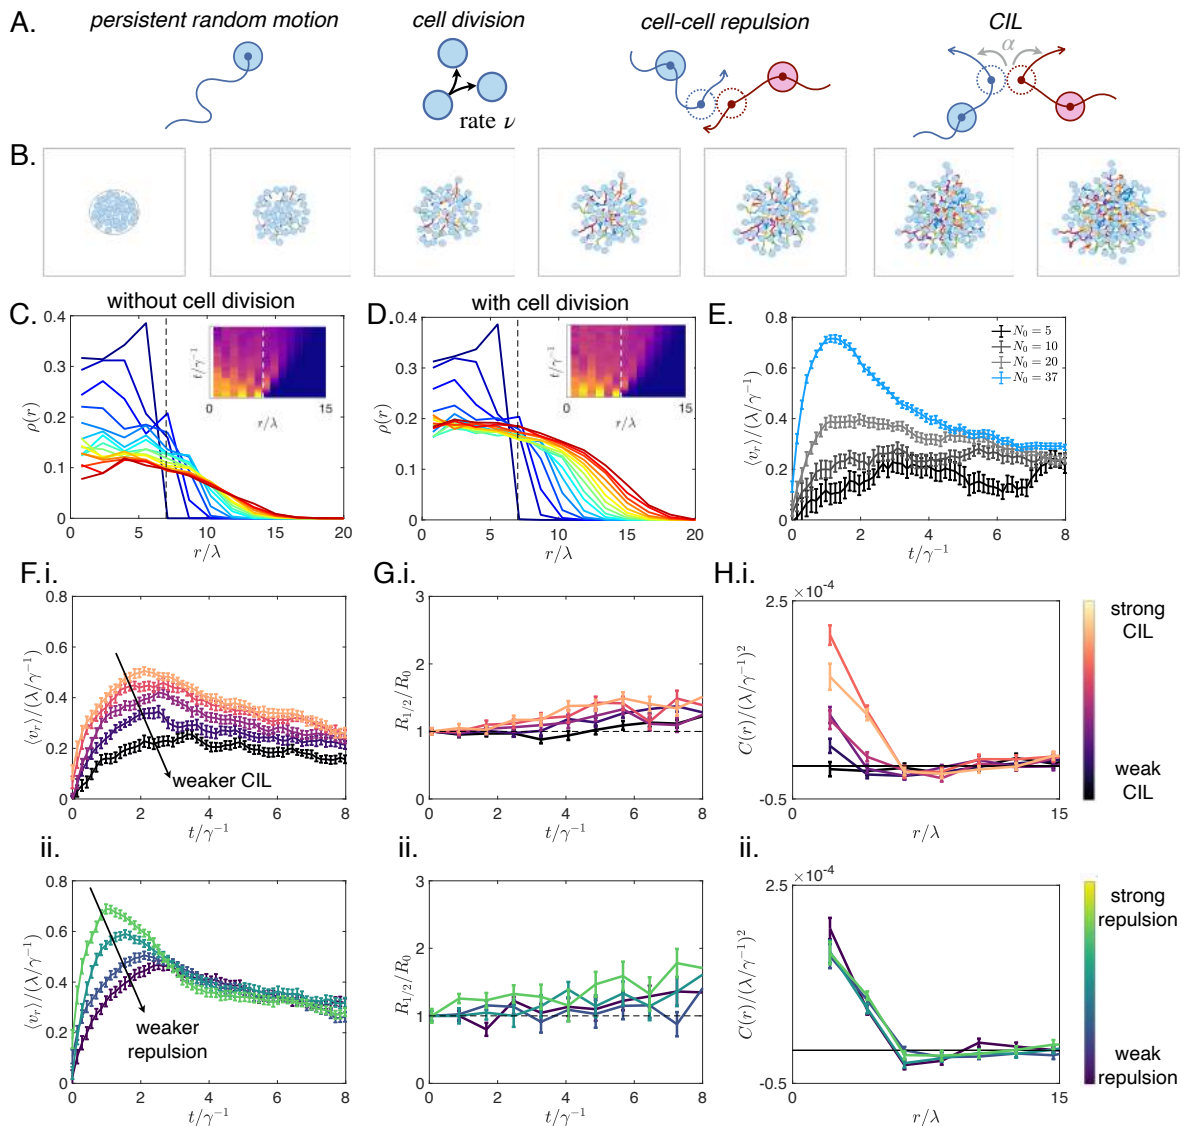 A.
persistent random motion
cell division
cell-cell repulsion
CIL
rate ν
α
B.
C.
without cell division
0.4
0.3
0.2
0.1
0
ρ(r)
0 5 10 15 20
r/λ
t/γ⁻¹
0 15
r/λ
D.
with cell division
0.4
0.3
0.2
0.1
0
ρ(r)
0 5 10 15 20
r/λ
t/γ⁻¹
0 15
r/λ
E.
0.8
0.6
0.4
0.2
0
⟨v_r⟩/(λ/γ⁻¹)
N₀ = 5
N₀ = 10
N₀ = 20
N₀ = 37
0 2 4 6 8
t/γ⁻¹
F.i.
0.8
0.6
0.4
0.2
0
⟨v_r⟩/(λ/γ⁻¹)
weaker CIL
0 2 4 6 8
t/γ⁻¹
G.i.
3
2
1
0
R₁/₂/R₀
0 2 4 6 8
t/γ⁻¹
H.i.
×10⁻⁴
2.5
-0.5
C(r)/(λ/γ⁻¹)²
0 15
r/λ
strong
CIL
weak
CIL
ii.
0.8
0.6
0.4
0.2
0
⟨v_r⟩/(λ/γ⁻¹)
weaker
repulsion
0 2 4 6 8
t/γ⁻¹
ii.
3
2
1
0
R₁/₂/R₀
0 2 4 6 8
t/γ⁻¹
ii.
×10⁻⁴
2.5
-0.5
C(r)/(λ/γ⁻¹)²
0 15
r/λ
strong
repulsion
weak
repulsion